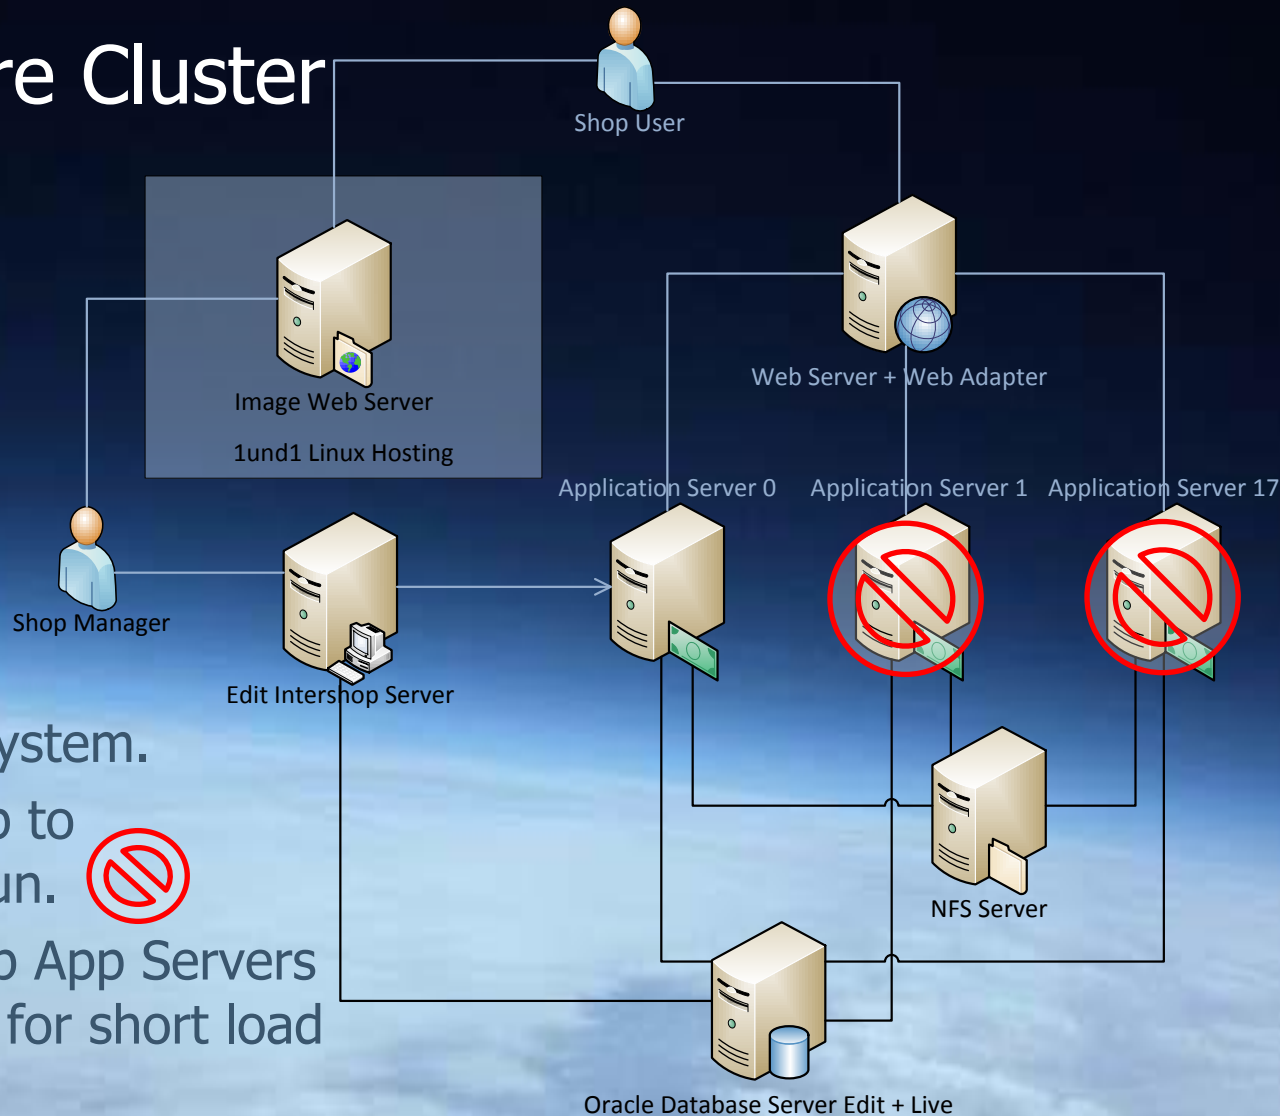 re Cluster
Shop User
Image Web Server
1und1 Linux Hosting
Web Server + Web Adapter
Application Server 0
Application Server 1
Application Server 17
Shop Manager
Edit Intershop Server
ystem.
o to
un.
p App Servers
for short load
NFS Server
Oracle Database Server Edit + Live